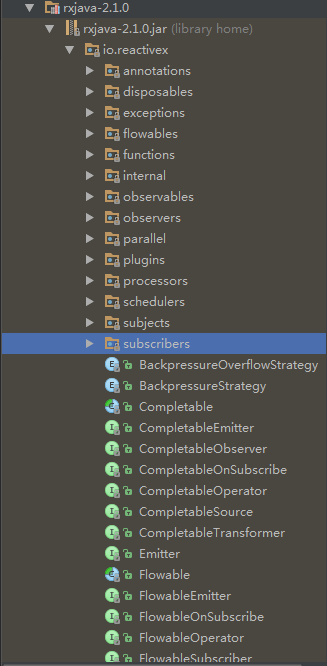 rxjava-2.1.0
rxjava-2.1.0.jar (library home)
io.reactivex
annotations
disposables
exceptions
flowables
functions
internal
observables
observers
parallel
plugins
processors
schedulers
subjects
subscribers
BackpressureOverflowStrategy
BackpressureStrategy
Completable
CompletableEmitter
CompletableObserver
CompletableOnSubscribe
CompletableOperator
CompletableSource
CompletableTransformer
Emitter
Flowable
FlowableEmitter
FlowableOnSubscribe
FlowableOperator
FlowableSubscriber